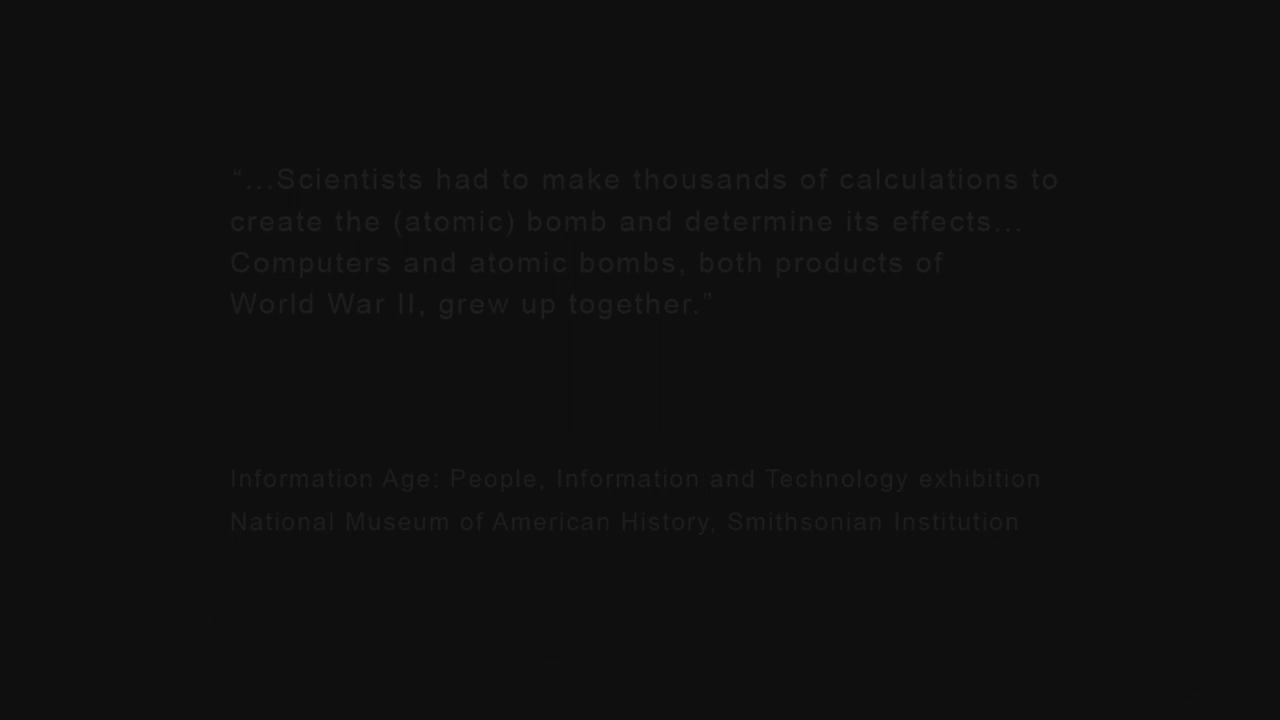 “...Scientists had to make thousands of calculations to
create the (atomic) bomb and determine its effects...
Computers and atomic bombs, both products of
World War II, grew up together.”
Information Age: People, Information and Technology exhibition
National Museum of American History, Smithsonian Institution